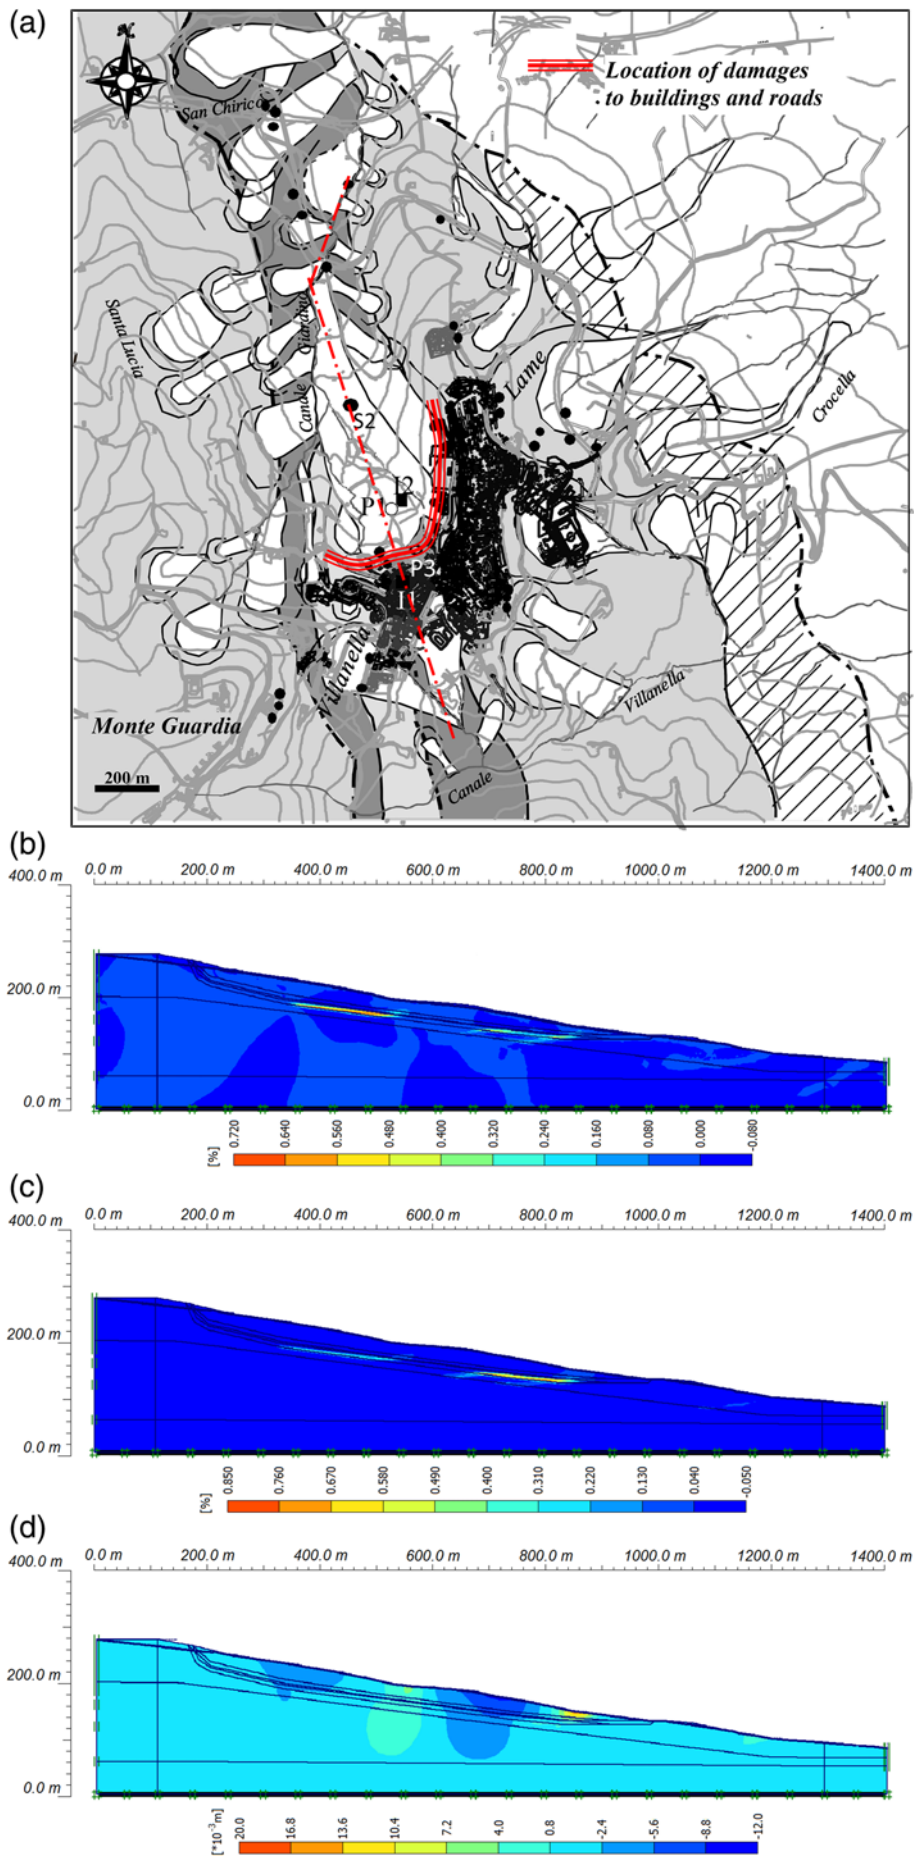 (a)
N
San Chirico
Location of damages
to buildings and roads
Santa
Lucia
Giardino
Canale
Lame
Crocella
S2
I2
P
P3
I
Villanella
Villanella
Monte Guardia
200 m
Canale
(b)
0.0 m 200.0 m 400.0 m 600.0 m 800.0 m 1000.0 m 1200.0 m 1400.0 m
400.0 m
200.0 m
0.0 m
[%] 0.720 0.640 0.560 0.480 0.400 0.320 0.240 0.160 0.080 0.000 -0.080
(c)
0.0 m 200.0 m 400.0 m 600.0 m 800.0 m 1000.0 m 1200.0 m 1400.0 m
400.0 m
200.0 m
0.0 m
[%] 0.850 0.760 0.670 0.580 0.490 0.400 0.310 0.220 0.130 0.040 -0.050
(d)
0.0 m 200.0 m 400.0 m 600.0 m 800.0 m 1000.0 m 1200.0 m 1400.0 m
400.0 m
200.0 m
0.0 m
[*10⁻³m] 20.0 16.8 13.6 10.4 7.2 4.0 0.8 -2.4 -5.6 -8.8 -12.0